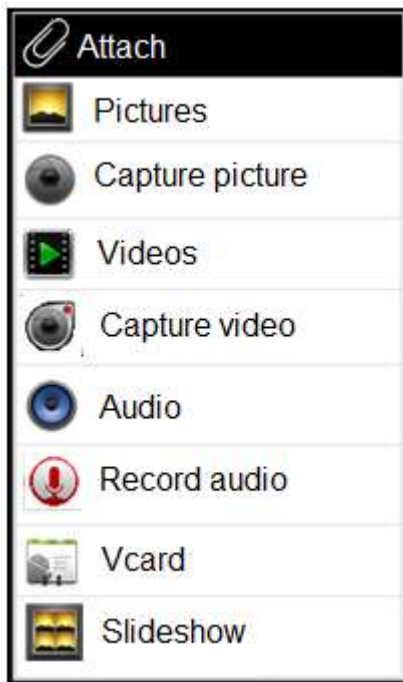 Attach
Pictures
Capture picture
Videos
Capture video
Audio
Record audio
Vcard
Slideshow